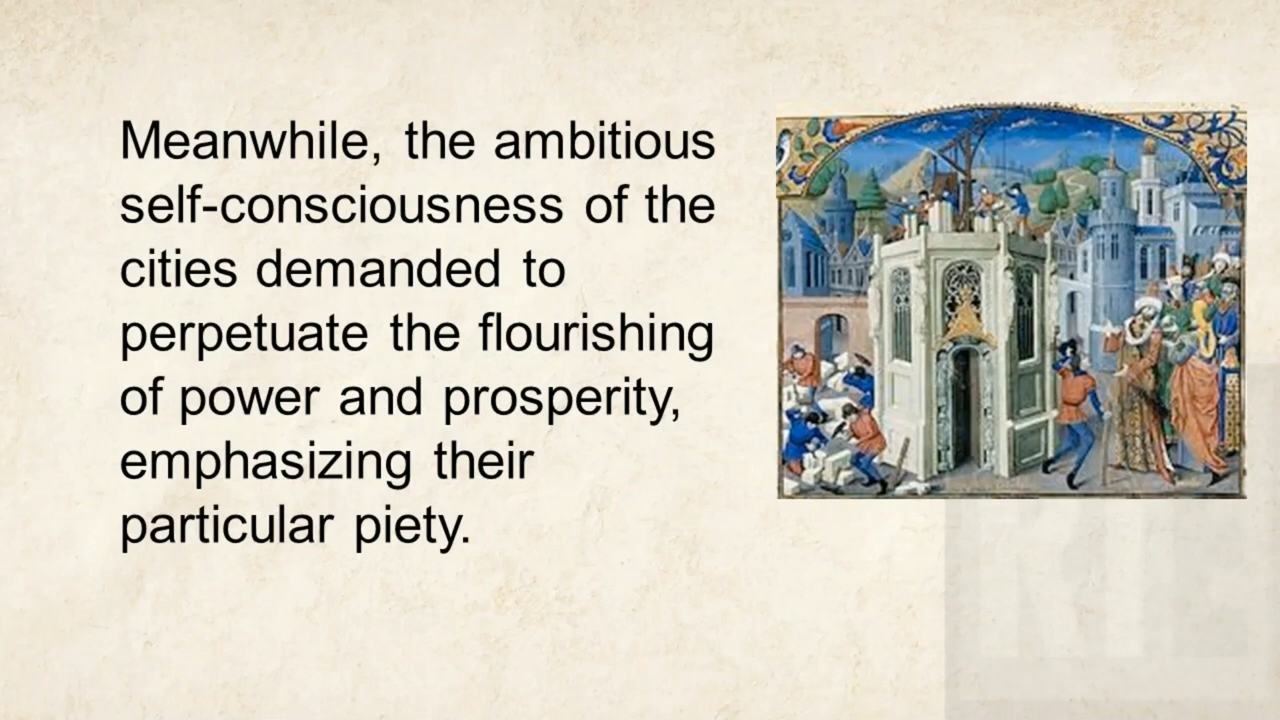 Meanwhile, the ambitious
self-consciousness of the
cities demanded to
perpetuate the flourishing
of power and prosperity,
emphasizing their
particular piety.